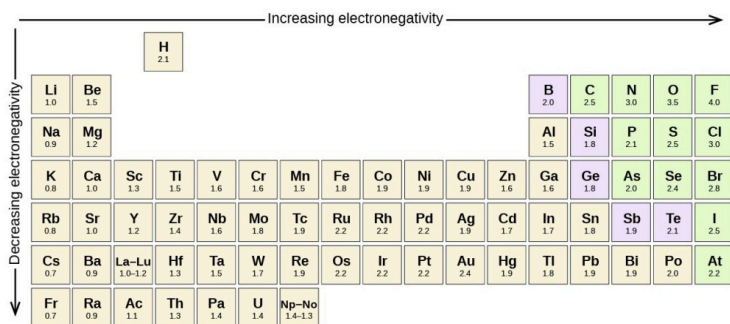 Increasing electronegativity
Decreasing electronegativity
H
2.1
Li Be B C N O F
1.0 1.5 2.0 2.5 3.0 3.5 4.0
Na Mg Al Si P S Cl
0.9 1.2 1.5 1.8 2.1 2.5 3.0
K Ca Sc Ti V Cr Mn Fe Co Ni Cu Zn Ga Ge As Se Br
0.8 1.0 1.3 1.5 1.6 1.6 1.5 1.8 1.9 1.9 1.9 1.6 1.6 1.8 2.0 2.4 2.8
Rb Sr Y Zr Nb Mo Tc Ru Rh Pd Ag Cd In Sn Sb Te I
0.8 1.0 1.2 1.4 1.6 1.8 1.9 2.2 2.2 2.2 1.9 1.7 1.7 1.8 1.9 2.1 2.5
Cs Ba La–Lu Hf Ta W Re Os Ir Pt Au Hg Tl Pb Bi Po At
0.7 0.9 1.0–1.2 1.3 1.5 1.7 1.9 2.2 2.2 2.2 2.4 1.9 1.8 1.9 1.9 2.0 2.2
Fr Ra Ac Th Pa U Np–No
0.7 0.9 1.1 1.3 1.4 1.4 1.4–1.3